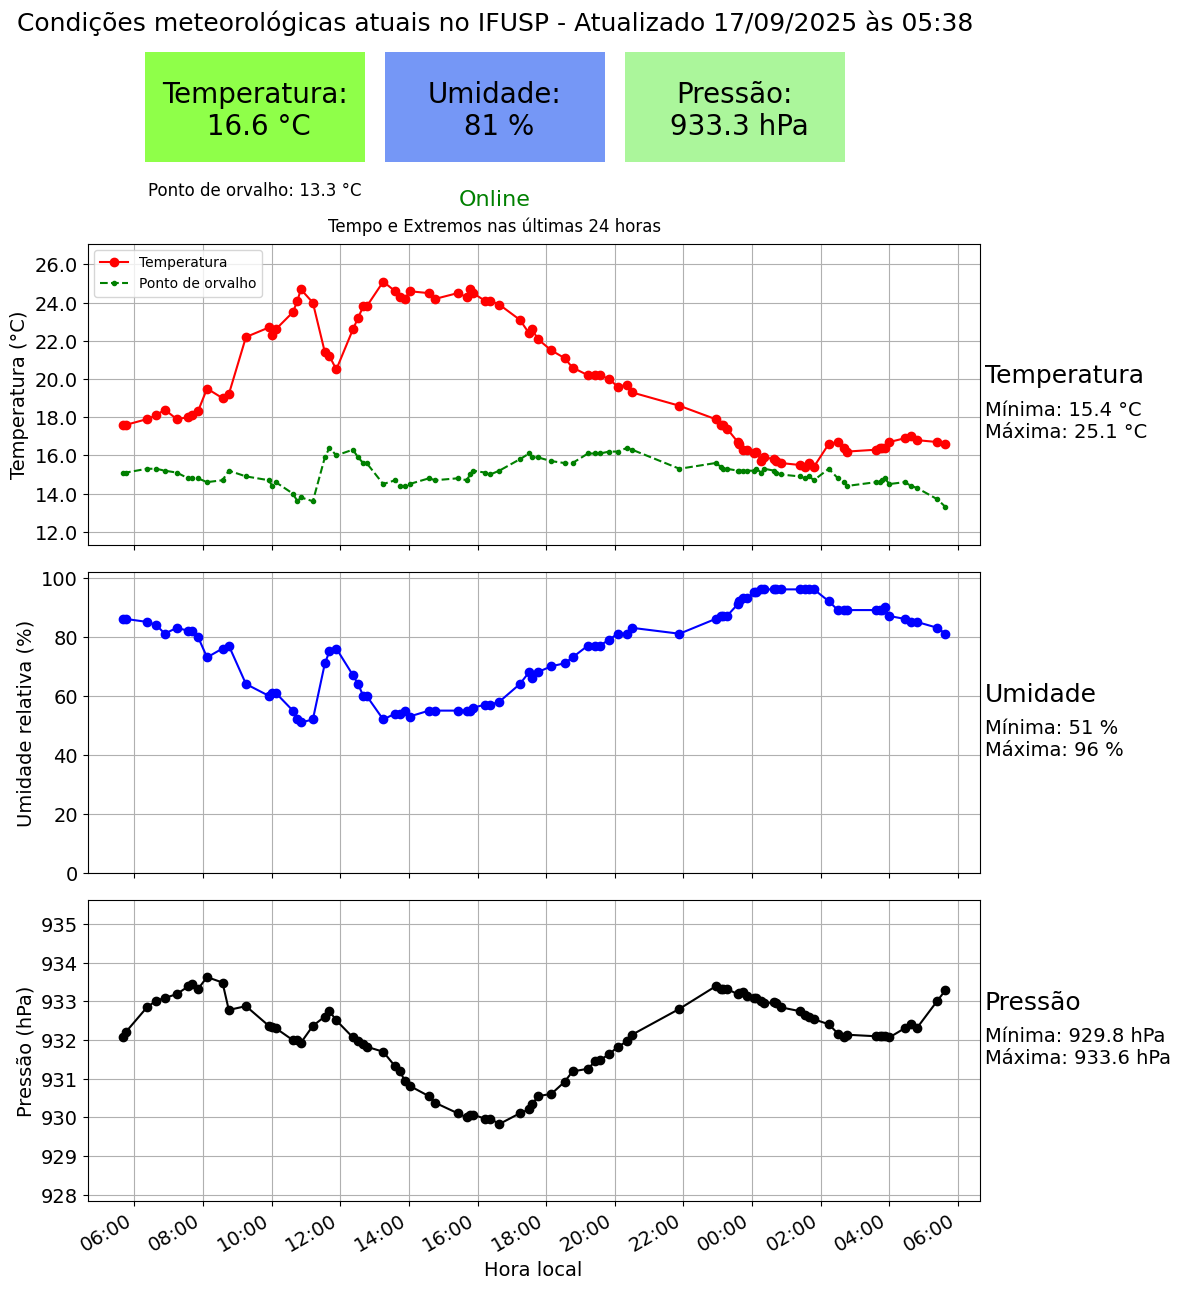 Condições meteorológicas atuais no IFUSP - Atualizado 17/09/2025 às 05:38
Temperatura:
16.6 °C
Umidade:
81 %
Pressão:
933.3 hPa
Ponto de orvalho: 13.3 °C
Online
Tempo e Extremos nas últimas 24 horas
Temperatura (°C)
26.0
24.0
22.0
20.0
18.0
16.0
14.0
12.0
Temperatura
Ponto de orvalho
Temperatura
Mínima: 15.4 °C
Máxima: 25.1 °C
Umidade relativa (%)
100
80
60
40
20
0
Umidade
Mínima: 51 %
Máxima: 96 %
Pressão (hPa)
935
934
933
932
931
930
929
928
Pressão
Mínima: 929.8 hPa
Máxima: 933.6 hPa
06:00 08:00 10:00 12:00 14:00 16:00 18:00 20:00 22:00 00:00 02:00 04:00 06:00
Hora local